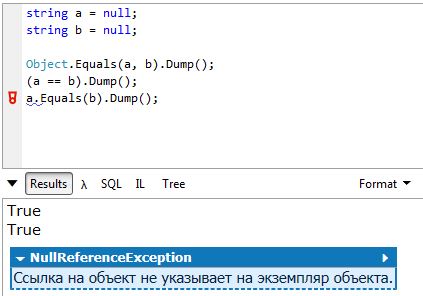 string a = null;
string b = null;
Object.Equals(a, b).Dump();
(a == b).Dump();
a.Equals(b).Dump();
Results λ SQL IL Tree Format
True
True
NullReferenceException
Ссылка на объект не указывает на экземпляр объекта.